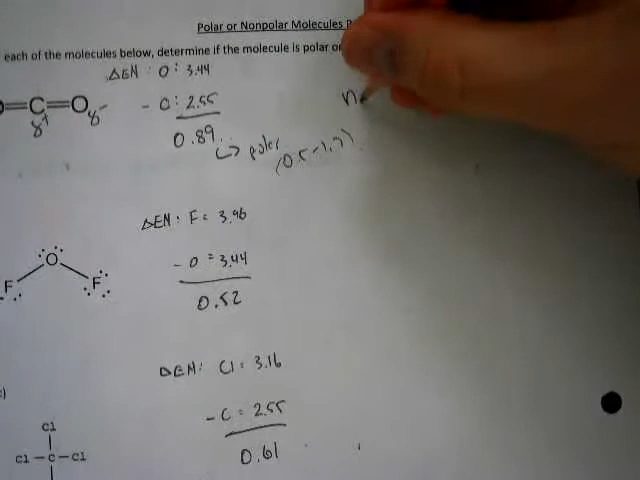 Polar or Nonpolar Molecules
each of the molecules below, determine if the molecule is polar or
ΔEN: O: 3.44
=C=O
δ+
δ-
- C: 2.55
0.89
↳ polar
(0.5-1.7)
ΔEN: F= 3.96
- O = 3.44
0.52
O
F
F
ΔEN: Cl = 3.16
- C = 2.55
0.61
Cl
Cl-C-Cl